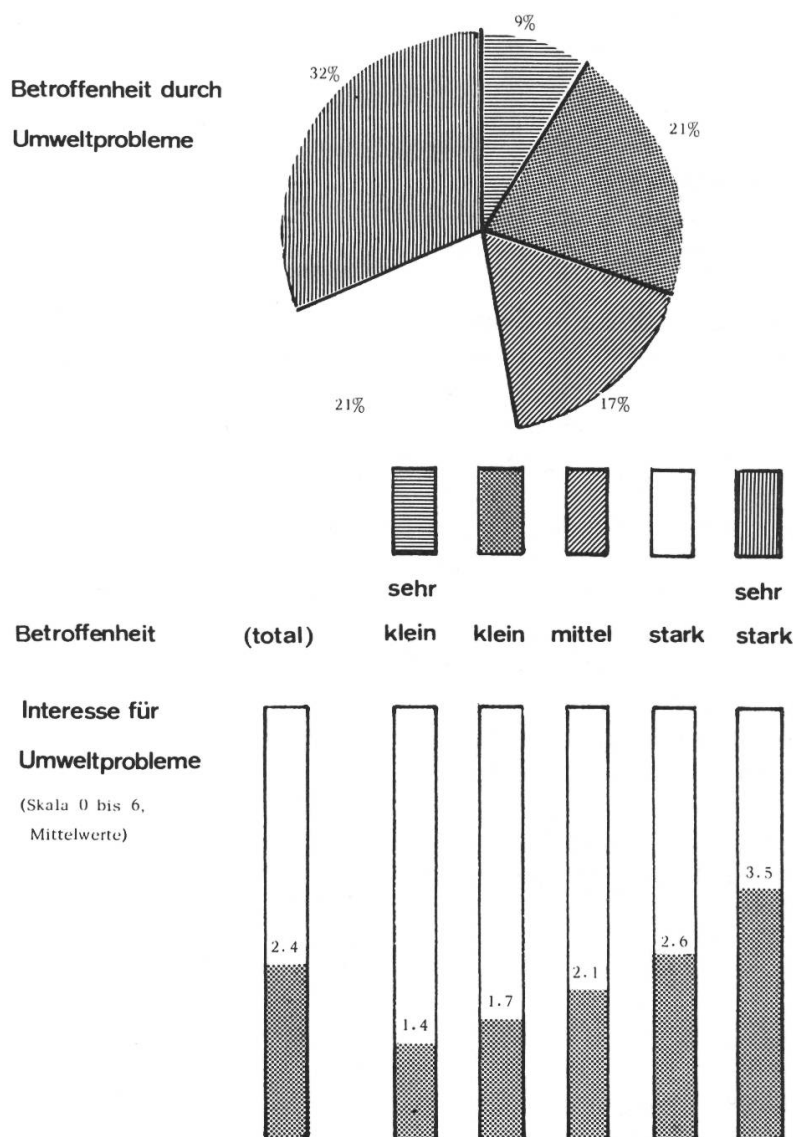 9%
32%
Betroffenheit durch
Umweltprobleme
21%
21%
17%
sehr sehr
Betroffenheit (total) klein klein mittel stark stark
Interesse für
Umweltprobleme
(Skala 0 bis 6,
Mittelwerte)
3.5
2.4 2.6
2.1
1.7
1.4